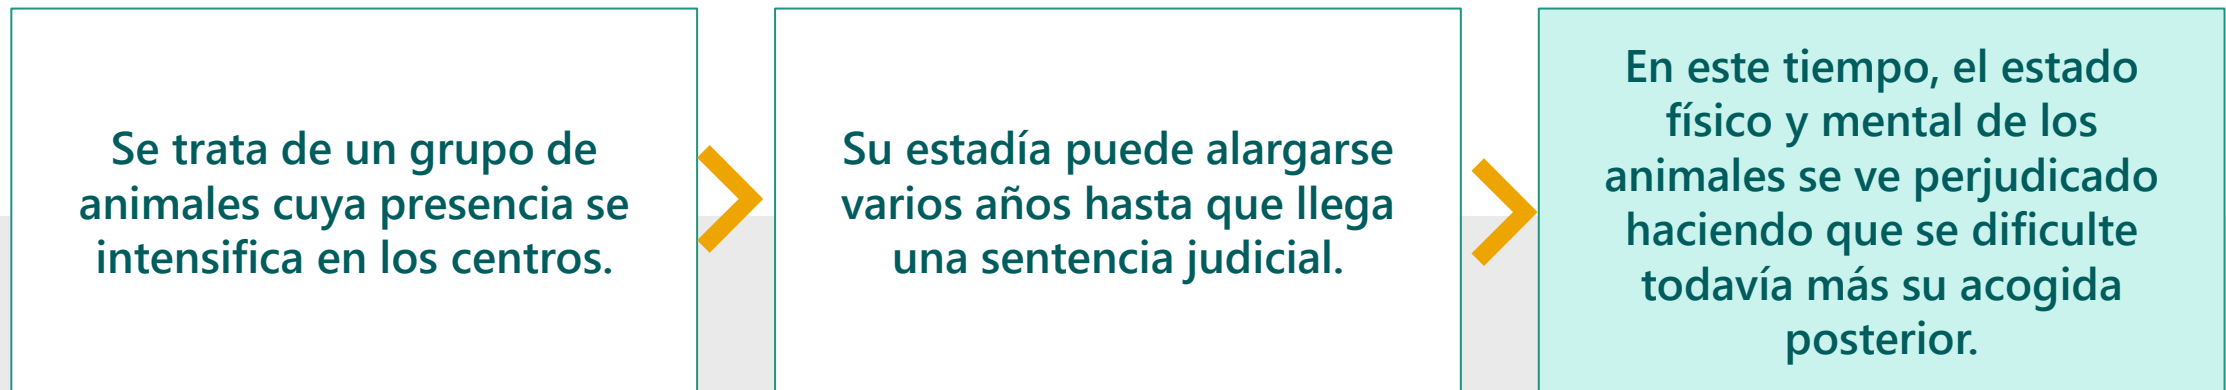 Se trata de un grupo de
animales cuya presencia se
intensifica en los centros.
Su estadía puede alargarse
varios años hasta que llega
una sentencia judicial.
En este tiempo, el estado
físico y mental de los
animales se ve perjudicado
haciendo que se dificulte
todavía más su acogida
posterior.